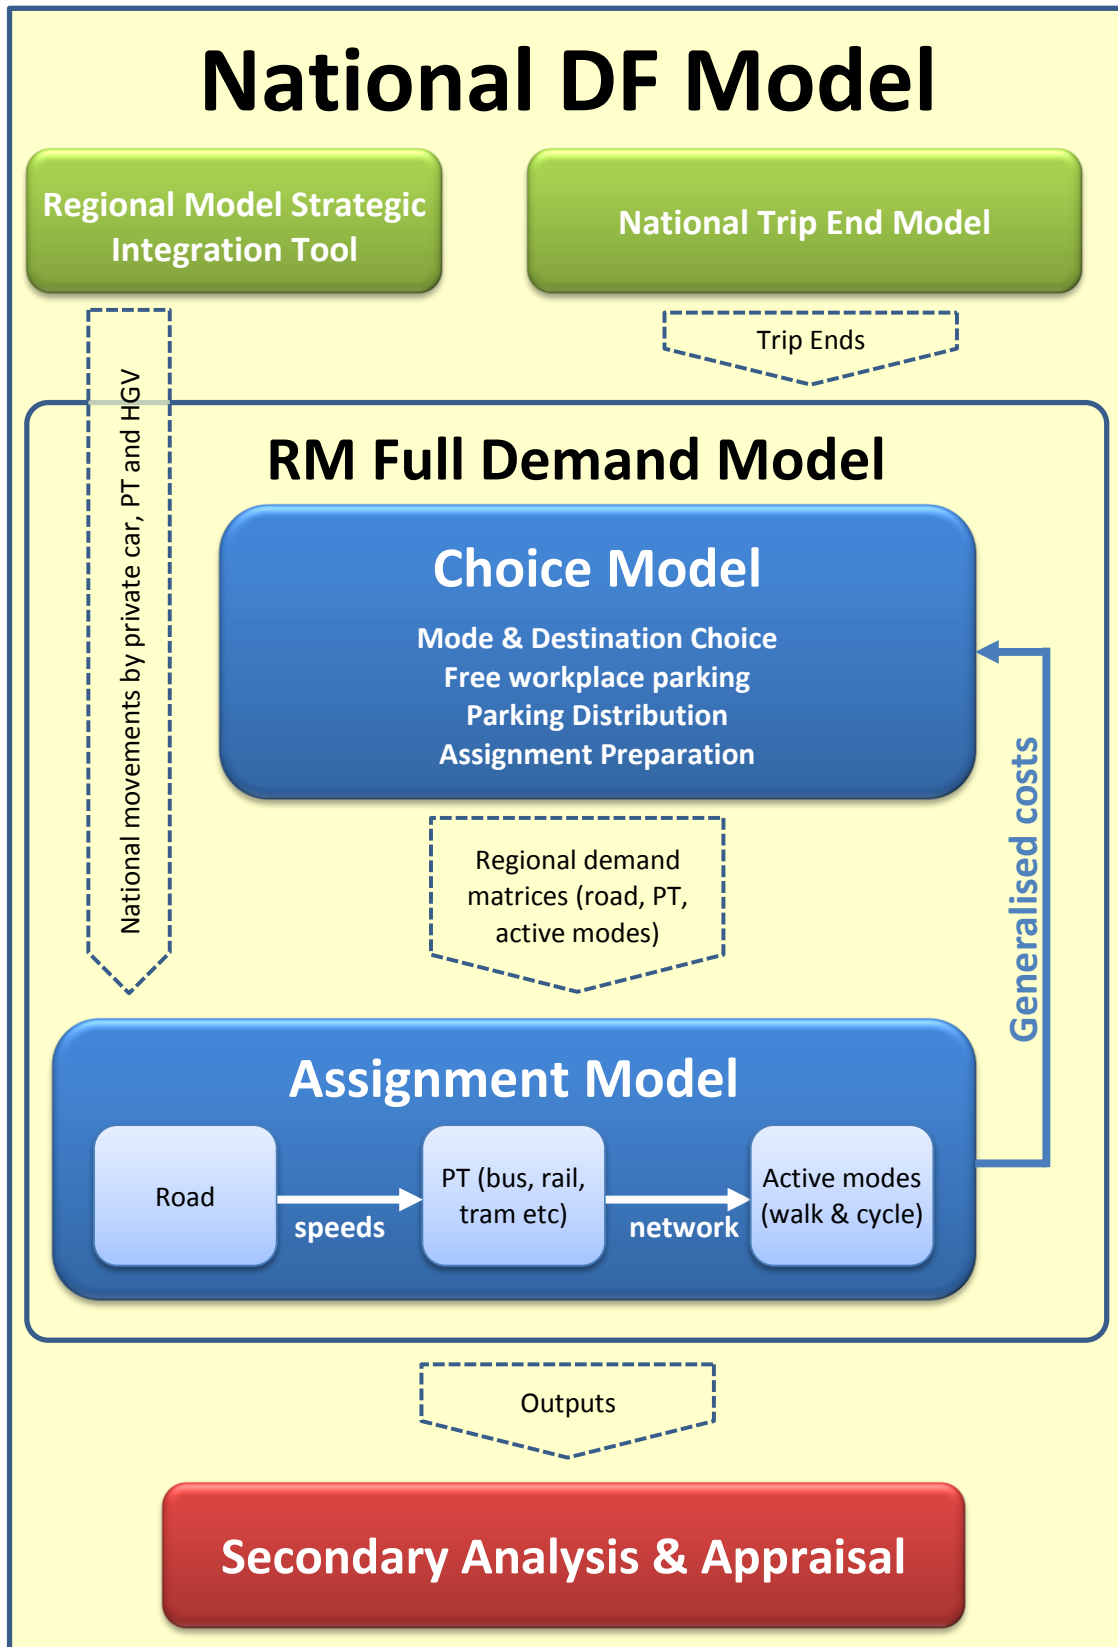 National DF Model
Regional Model Strategic
Integration Tool
National Trip End Model
Trip Ends
National movements by private car, PT and HGV
RM Full Demand Model
Choice Model
Mode & Destination Choice
Free workplace parking
Parking Distribution
Assignment Preparation
Regional demand
matrices (road, PT,
active modes)
Generalised costs
Assignment Model
Road
speeds
PT (bus, rail,
tram etc)
network
Active modes
(walk & cycle)
Outputs
Secondary Analysis & Appraisal